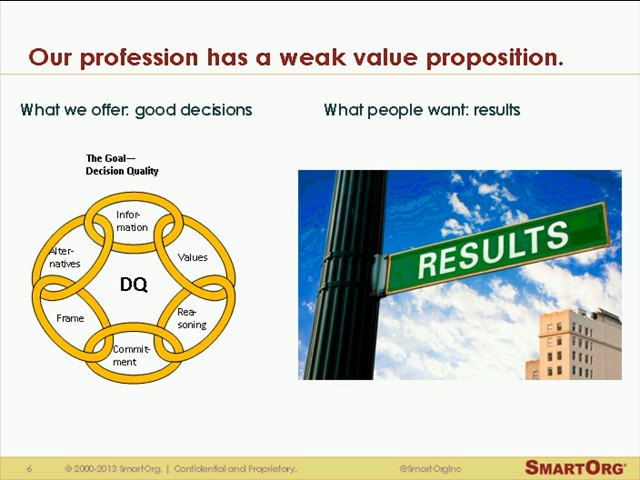 Our profession has a weak value proposition.
What we offer: good decisions
What people want: results
The Goal—
Decision Quality
Infor-
mation
Alter-
natives
Values
DQ
Frame
Rea-
soning
Commit-
ment
RESULTS
6
© 2000-2013 SmartOrg. | Confidential and Proprietary.
@SmartOrgInc
SMARTORG®